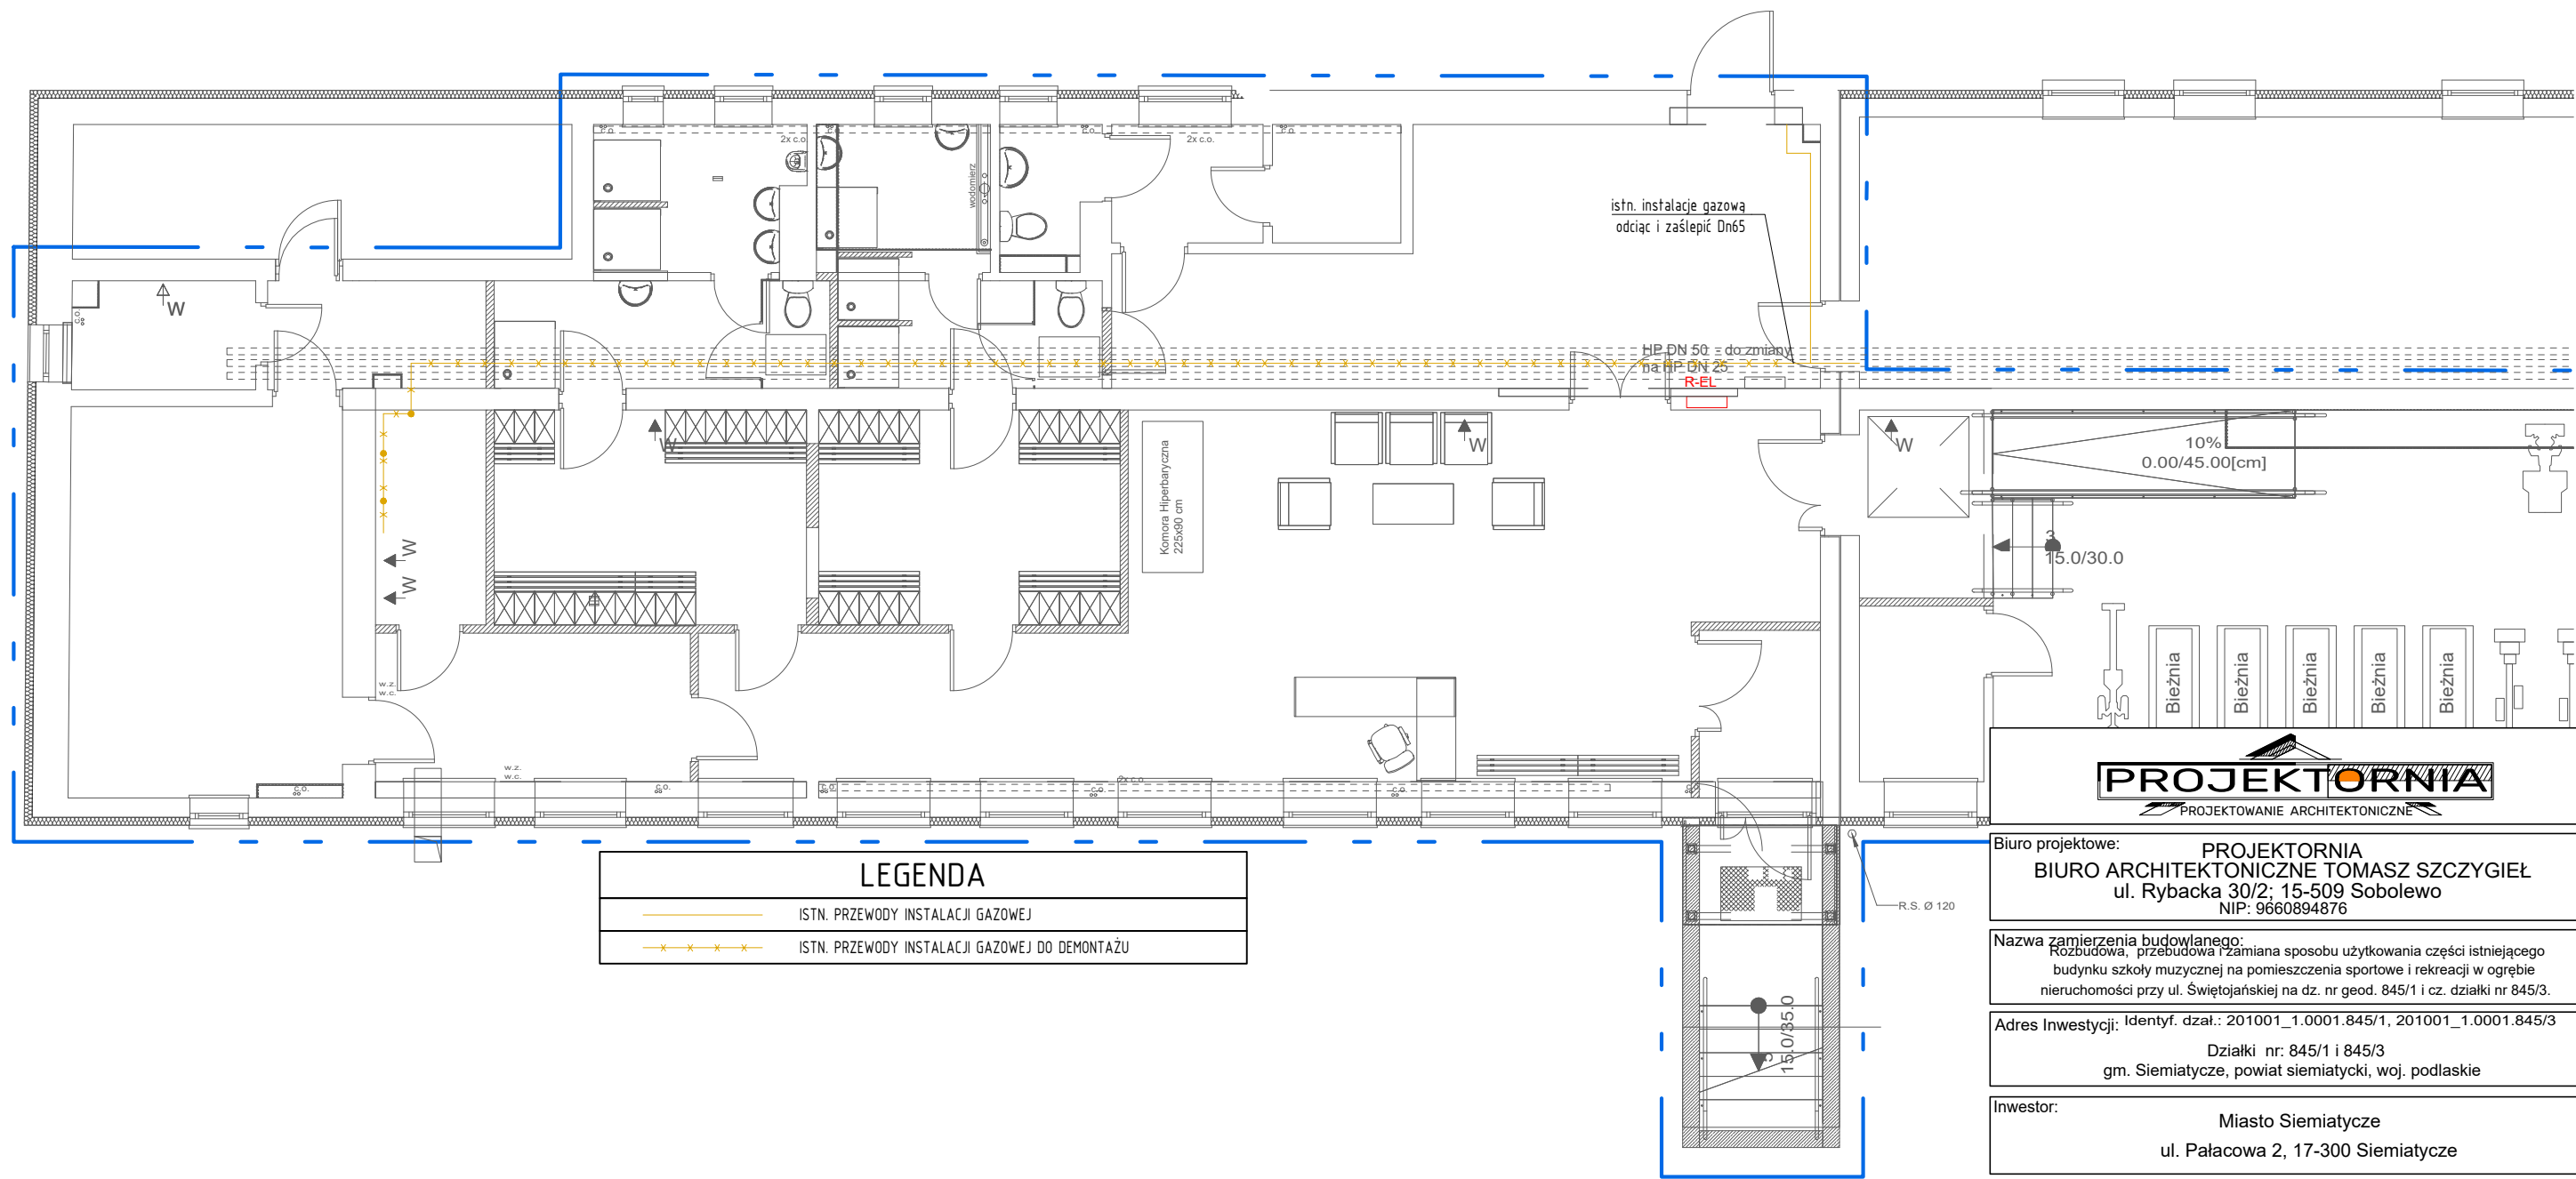 2x c.o.
wodomierz
2x c.o.
istn. instalację gazową
odciąć i zaślepić Dn65
W
HP DN 50 - do zmiany
na HP DN 25
R-EL
W
W
W
10%
0.00/45.00[cm]
Komora Hiperbaryczna
225x90 cm
W
W
3
15.0/30.0
Bieżnia
Bieżnia
Bieżnia
Bieżnia
Bieżnia
w.z.
w.c.
w.z.
w.c.
c.o.
c.o.
2x c.o.
c.o.
c.o.
c.o.
c.o.
R.S. Ø 120
5
15.0/35.0
LEGENDA
ISTN. PRZEWODY INSTALACJI GAZOWEJ
x x x x ISTN. PRZEWODY INSTALACJI GAZOWEJ DO DEMONTAŻU
PROJEKTORNIA
PROJEKTOWANIE ARCHITEKTONICZNE
Biuro projektowe:
PROJEKTORNIA
BIURO ARCHITEKTONICZNE TOMASZ SZCZYGIEŁ
ul. Rybacka 30/2; 15-509 Sobolewo
NIP: 9660894876
Nazwa zamierzenia budowlanego:
Rozbudowa, przebudowa i zamiana sposobu użytkowania części istniejącego
budynku szkoły muzycznej na pomieszczenia sportowe i rekreacji w ogrębie
nieruchomości przy ul. Świętojańskiej na dz. nr geod. 845/1 i cz. działki nr 845/3.
Adres Inwestycji: Identyf. dzał.: 201001_1.0001.845/1, 201001_1.0001.845/3
Działki nr: 845/1 i 845/3
gm. Siemiatycze, powiat siemiatycki, woj. podlaskie
Inwestor:
Miasto Siemiatycze
ul. Pałacowa 2, 17-300 Siemiatycze